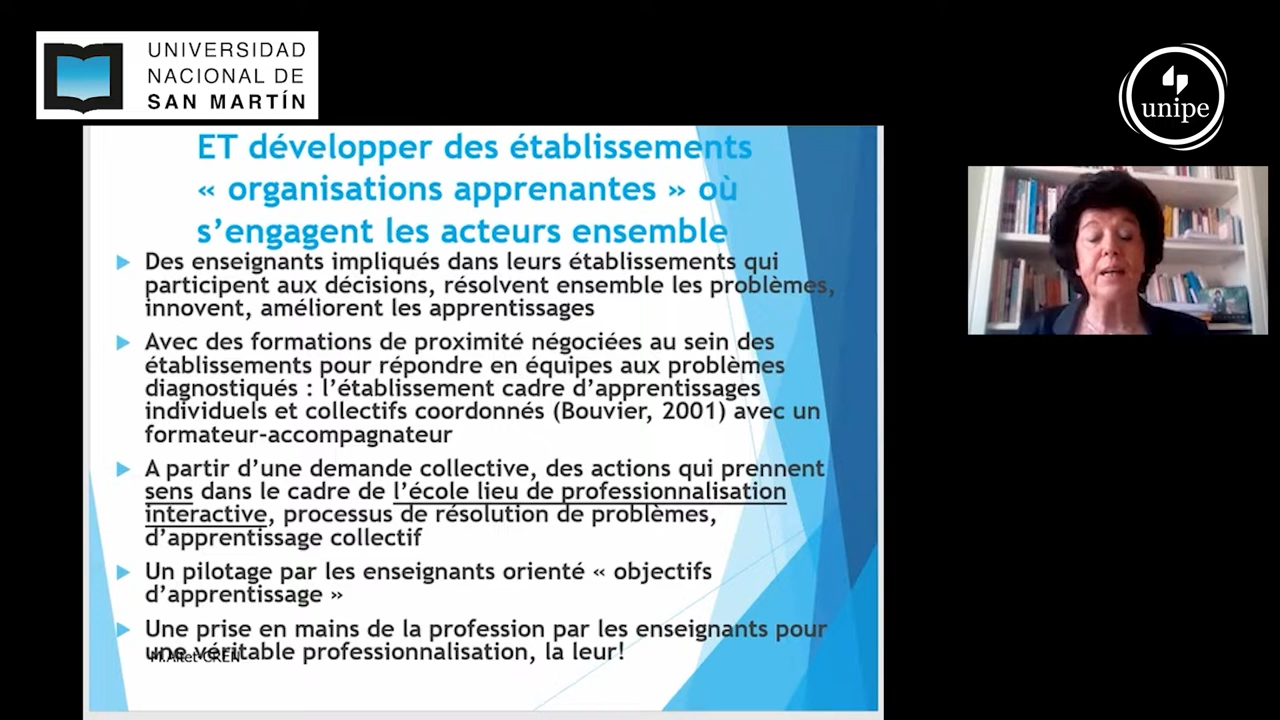 UNIVERSIDAD
NACIONAL DE
SAN MARTÍN
unipe
ET développer des établissements
« organisations apprenantes » où
s’engagent les acteurs ensemble
Des enseignants impliqués dans leurs établissements qui
participent aux décisions, résolvent ensemble les problèmes,
innovent, améliorent les apprentissages
Avec des formations de proximité négociées au sein des
établissements pour répondre en équipes aux problèmes
diagnostiqués : l’établissement cadre d’apprentissages
individuels et collectifs coordonnés (Bouvier, 2001) avec un
formateur-accompagnateur
A partir d’une demande collective, des actions qui prennent
sens dans le cadre de l’école lieu de professionnalisation
interactive, processus de résolution de problèmes,
d’apprentissage collectif
Un pilotage par les enseignants orienté « objectifs
d’apprentissage »
Une prise en mains de la profession par les enseignants pour
une véritable professionnalisation, la leur!
M.Altet-CREN